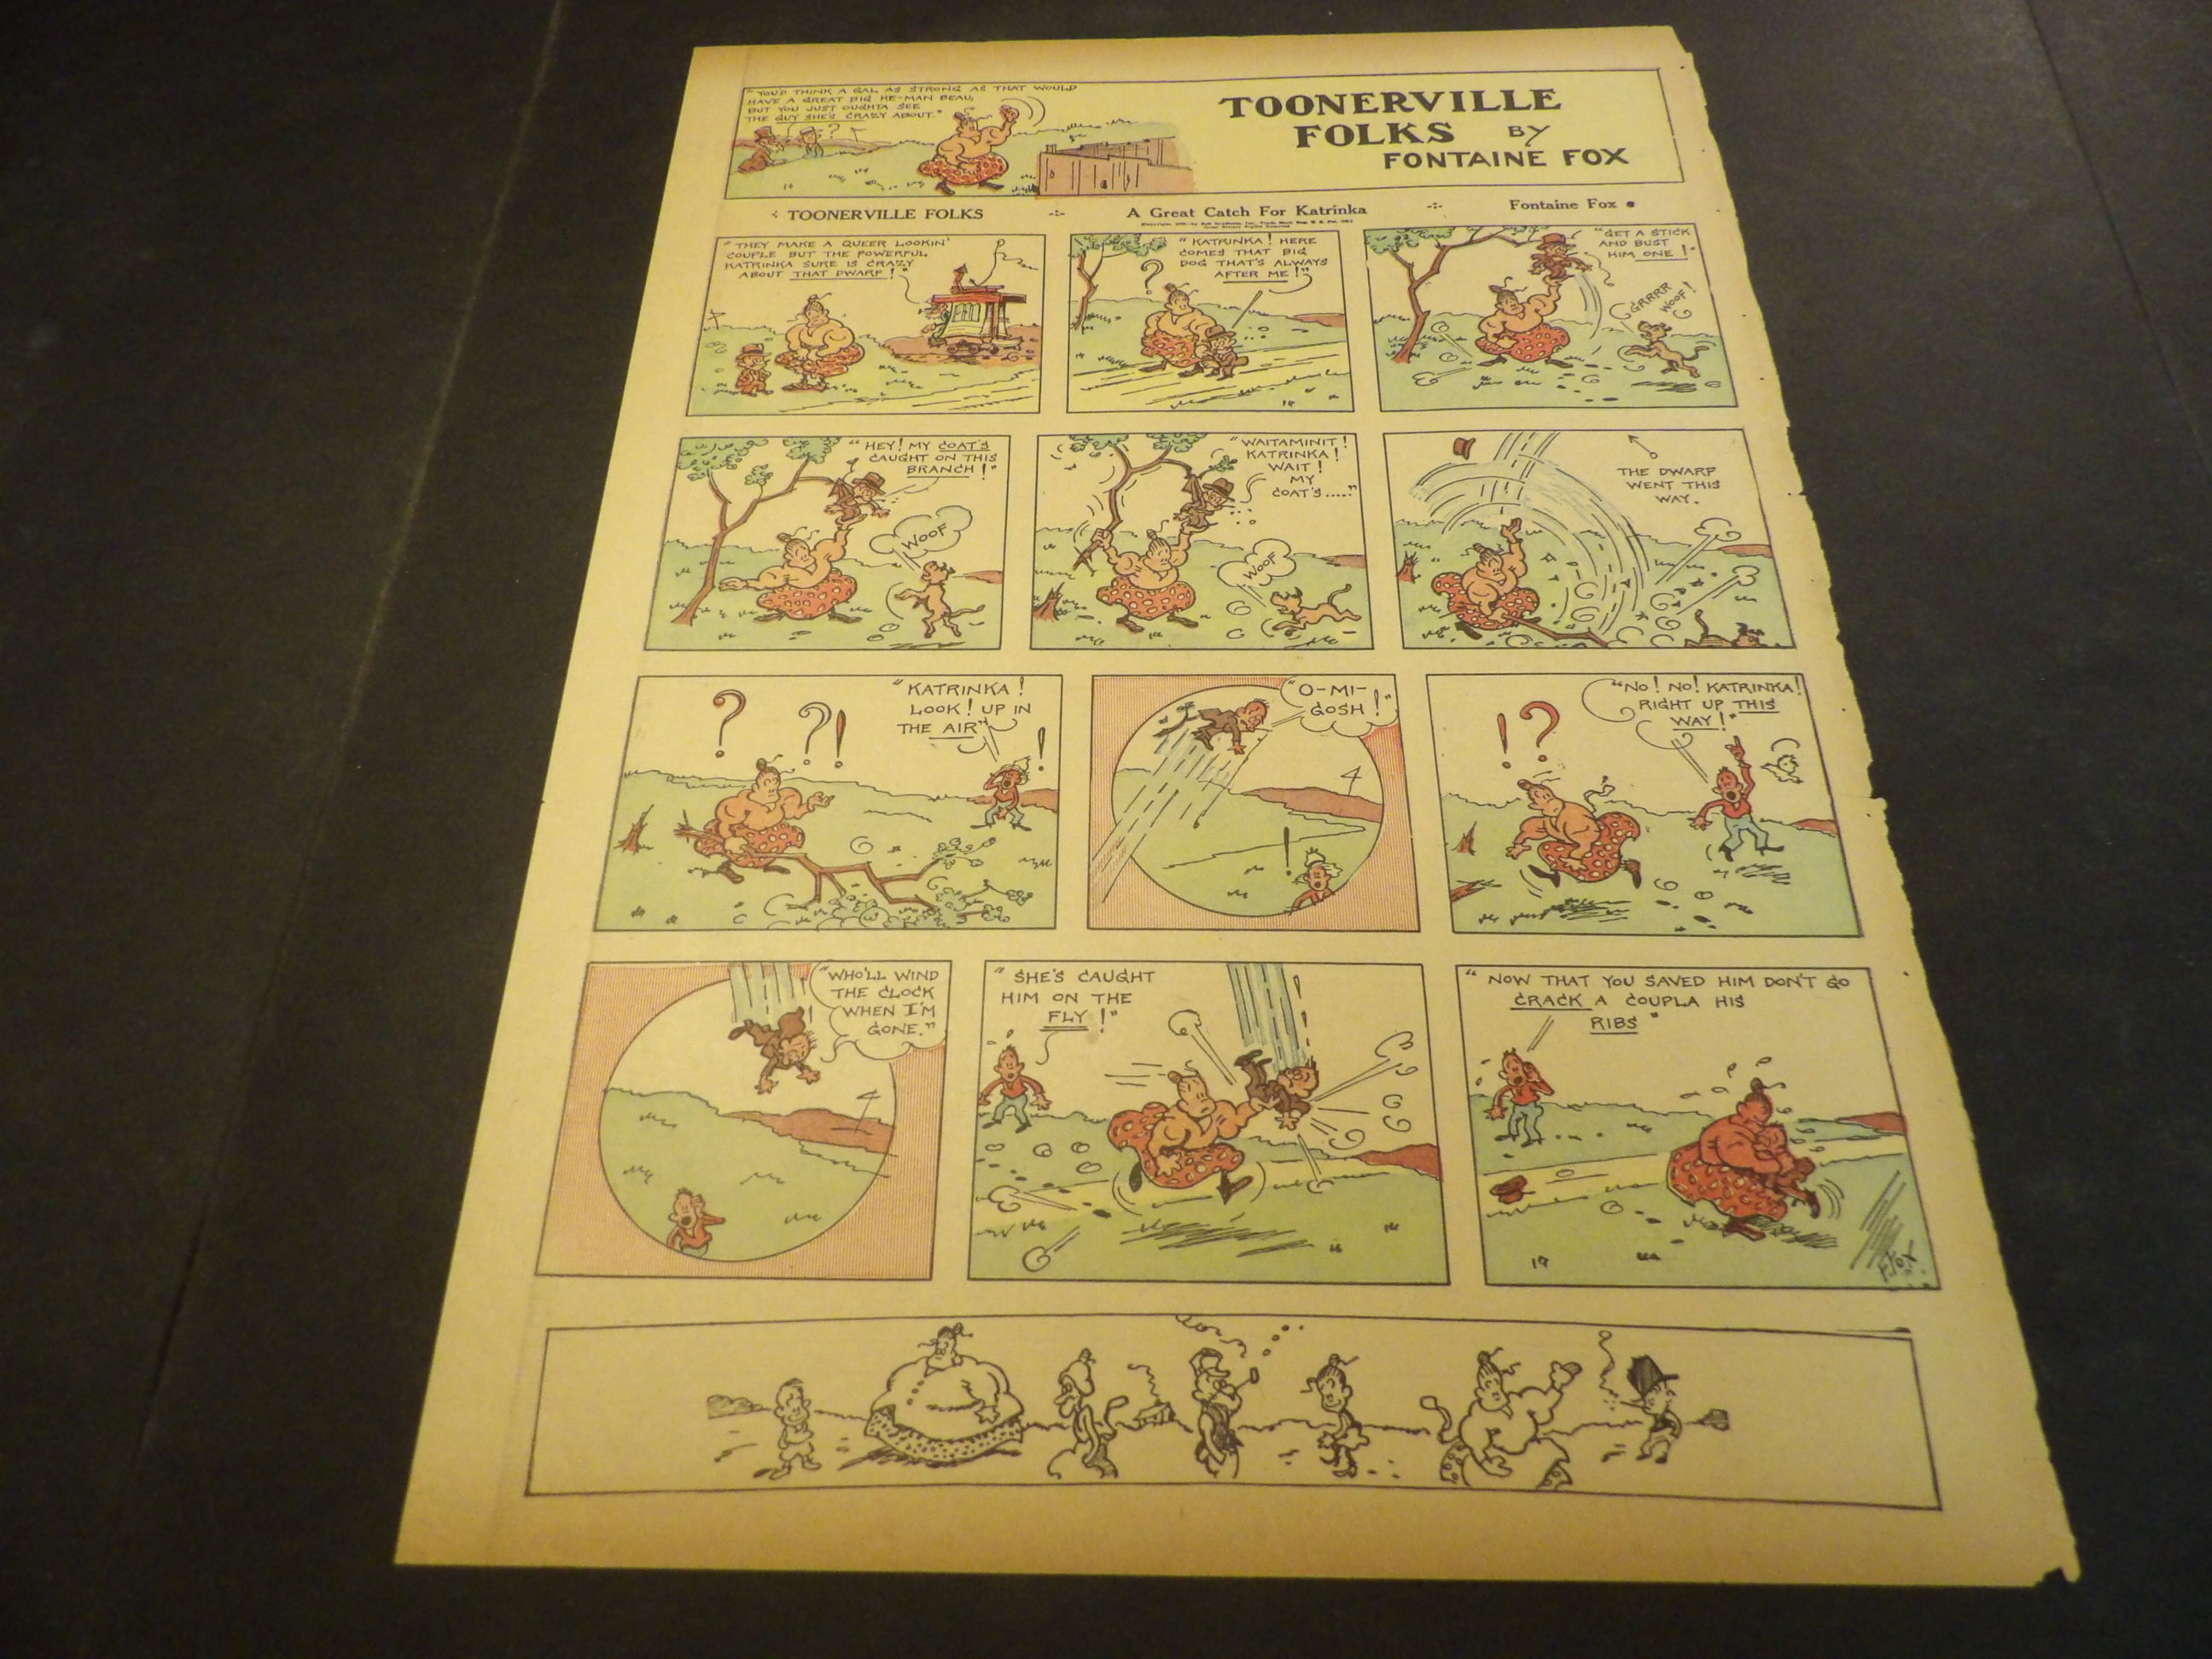 "YOU'D THINK A GAL AS STRONG AS THAT WOULD
HAVE A GREAT BIG HE-MAN BEAU,
BUT YOU JUST OUGHTA SEE
THE GUY SHE'S CRAZY ABOUT."
?
TOONERVILLE
FOLKS BY
FONTAINE FOX
TOONERVILLE FOLKS
A Great Catch For Katrinka
Fontaine Fox
"THEY MAKE A QUEER LOOKIN'
COUPLE BUT THE POWERFUL
KATRINKA SURE IS CRAZY
ABOUT THAT DWARF!"
"KATRINKA! HERE
COMES THAT BIG
DOG THAT'S ALWAYS
AFTER ME!"
?
"GET A STICK
AND BUST
HIM ONE!"
GRRRR
WOOF!
"HEY! MY COAT'S
CAUGHT ON THIS
BRANCH!"
WOOF
"WAITAMINIT!
KATRINKA!
WAIT!
MY
COAT'S....."
WOOF
THE DWARF
WENT THIS
WAY.
"KATRINKA!
LOOK! UP IN
THE AIR"
? ?! !
"O-MI-
GOSH!"
!
"NO! NO! KATRINKA!
RIGHT UP THIS
WAY!"
!?
"WHO'LL WIND
THE CLOCK
WHEN I'M
GONE."
"SHE'S CAUGHT
HIM ON THE
FLY!"
"NOW THAT YOU SAVED HIM DON'T GO
CRACK A COUPLA HIS
RIBS"
F. FOX